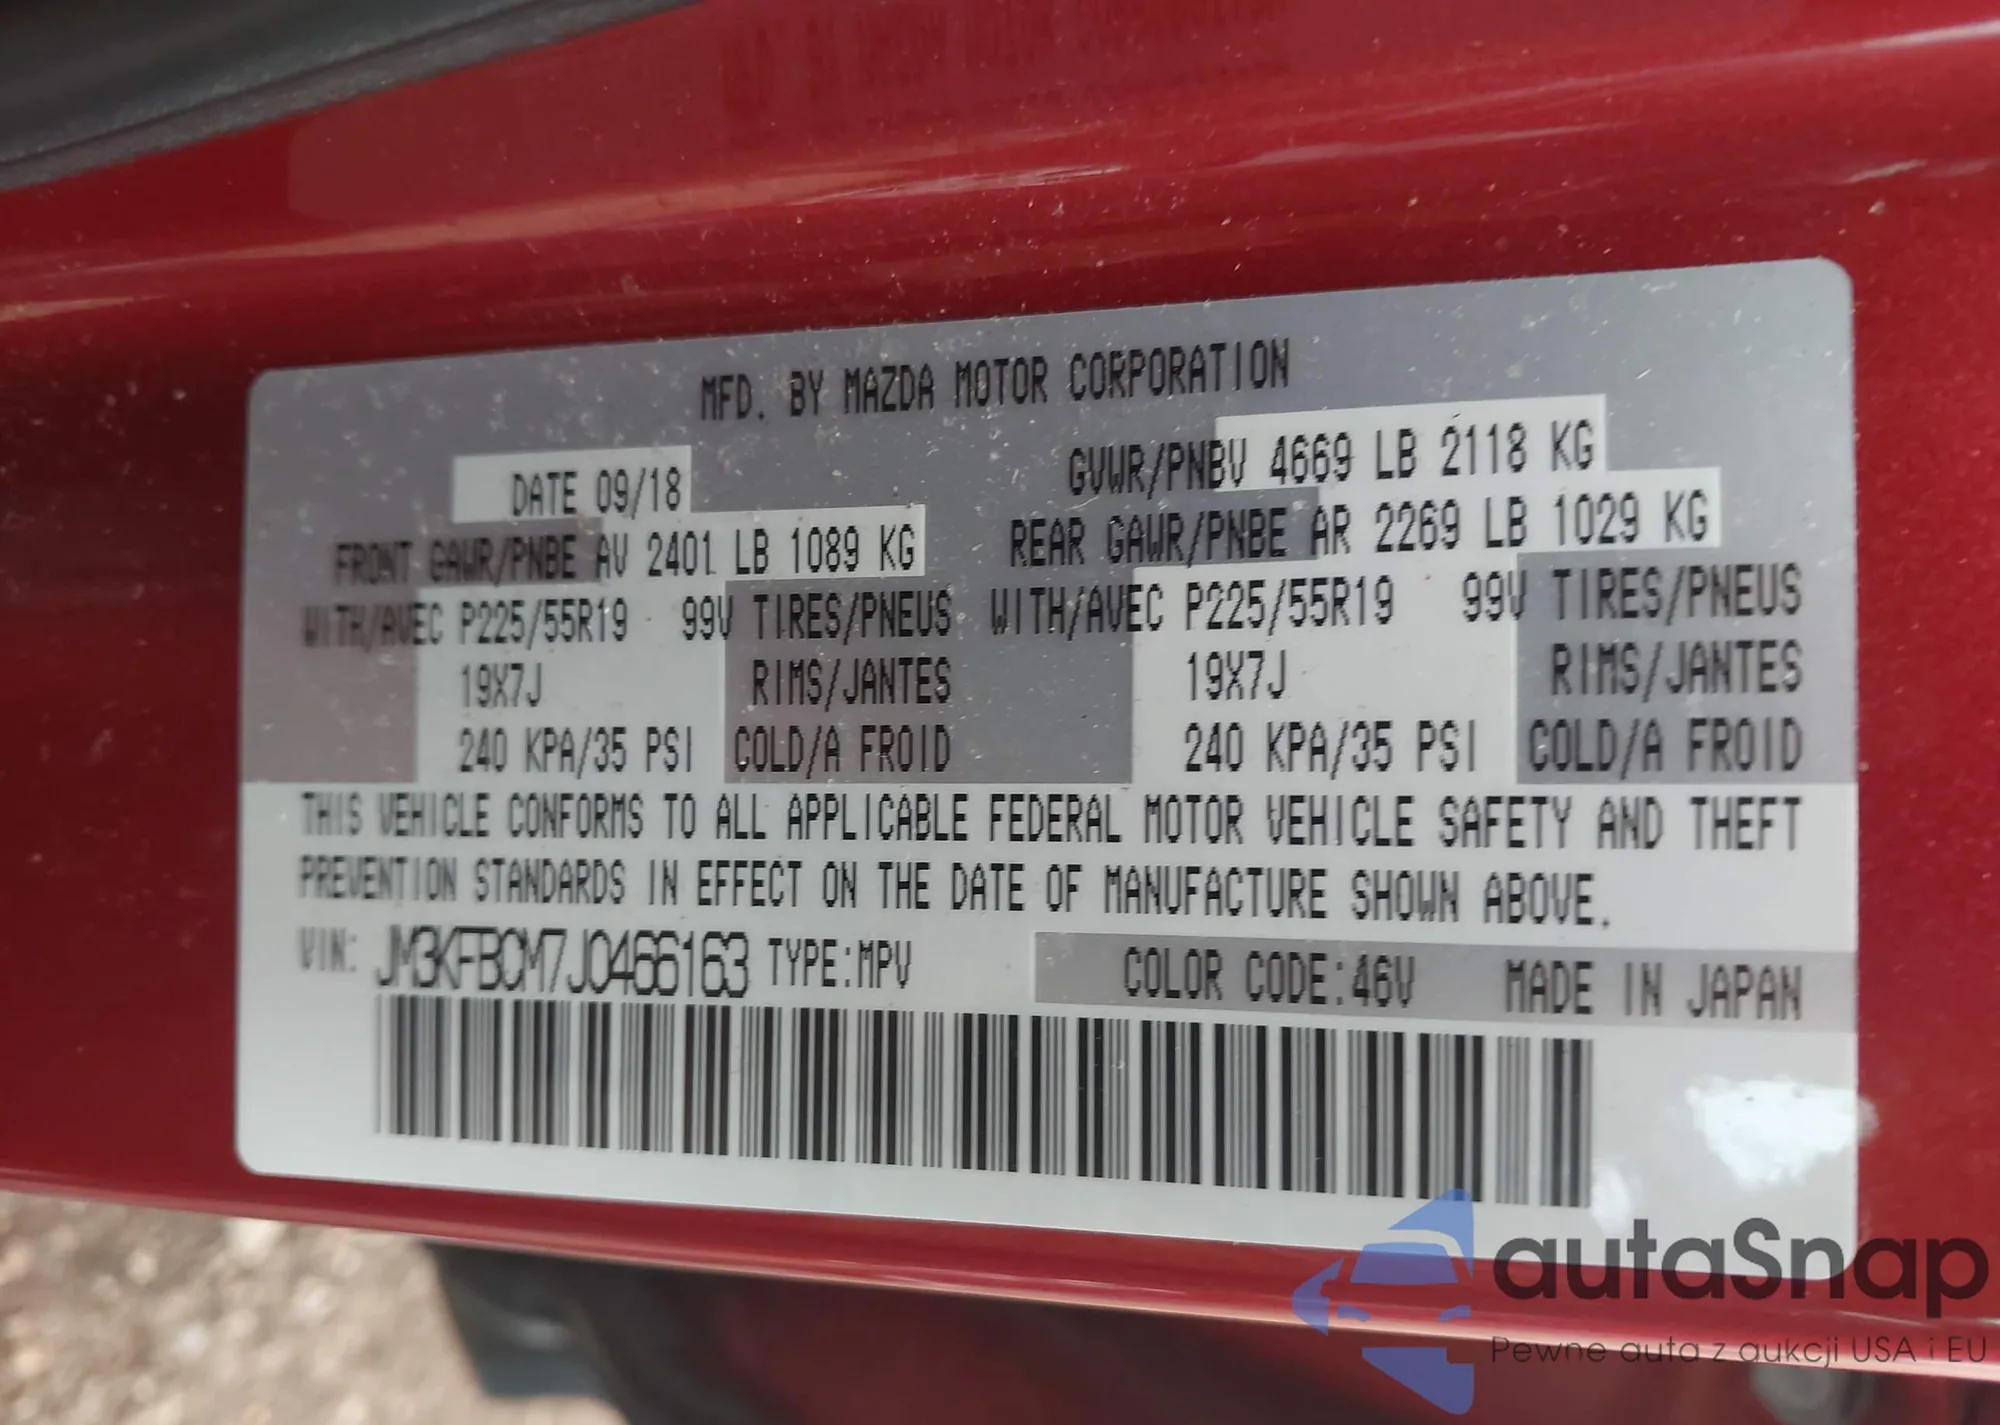 MFD. BY MAZDA MOTOR CORPORATION
DATE 09/18 GVWR/PNBV 4669 LB 2118 KG
FRONT GAWR/PNBE AV 2401 LB 1089 KG REAR GAWR/PNBE AR 2269 LB 1029 KG
WITH/AVEC P225/55R19 99V TIRES/PNEUS WITH/AVEC P225/55R19 99V TIRES/PNEUS
19X7J RIMS/JANTES 19X7J RIMS/JANTES
240 KPA/35 PSI COLD/A FROID 240 KPA/35 PSI COLD/A FROID
THIS VEHICLE CONFORMS TO ALL APPLICABLE FEDERAL MOTOR VEHICLE SAFETY AND THEFT
PREVENTION STANDARDS IN EFFECT ON THE DATE OF MANUFACTURE SHOWN ABOVE.
VIN: JM3KFBCM7J0466163 TYPE:MPV COLOR CODE:46V MADE IN JAPAN
autaSnap
Pewne auta z aukcji USA i EU